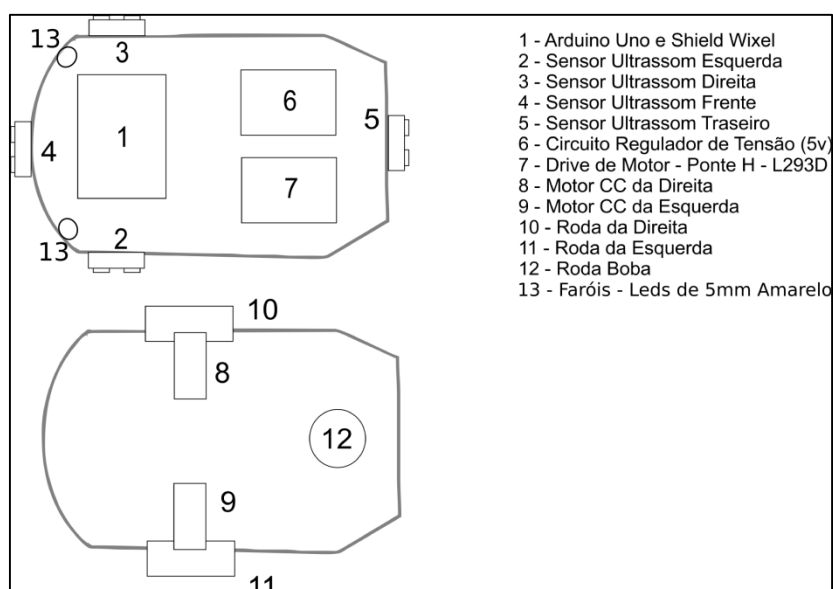 13
3
6
5
1
4
7
13
2
10
8
12
9
11
1 - Arduino Uno e Shield Wixel
2 - Sensor Ultrassom Esquerda
3 - Sensor Ultrassom Direita
4 - Sensor Ultrassom Frente
5 - Sensor Ultrassom Traseiro
6 - Circuito Regulador de Tensão (5v)
7 - Drive de Motor - Ponte H - L293D
8 - Motor CC da Direita
9 - Motor CC da Esquerda
10 - Roda da Direita
11 - Roda da Esquerda
12 - Roda Boba
13 - Faróis - Leds de 5mm Amarelo